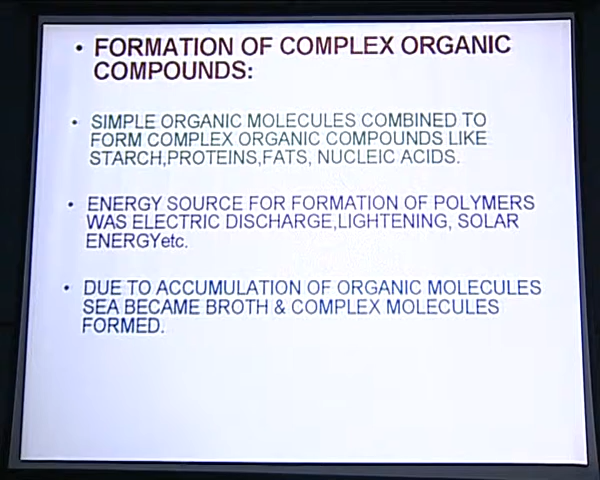 • FORMATION OF COMPLEX ORGANIC
COMPOUNDS:
• SIMPLE ORGANIC MOLECULES COMBINED TO
FORM COMPLEX ORGANIC COMPOUNDS LIKE
STARCH,PROTEINS,FATS, NUCLEIC ACIDS.
• ENERGY SOURCE FOR FORMATION OF POLYMERS
WAS ELECTRIC DISCHARGE,LIGHTENING, SOLAR
ENERGYetc.
• DUE TO ACCUMULATION OF ORGANIC MOLECULES
SEA BECAME BROTH & COMPLEX MOLECULES
FORMED.